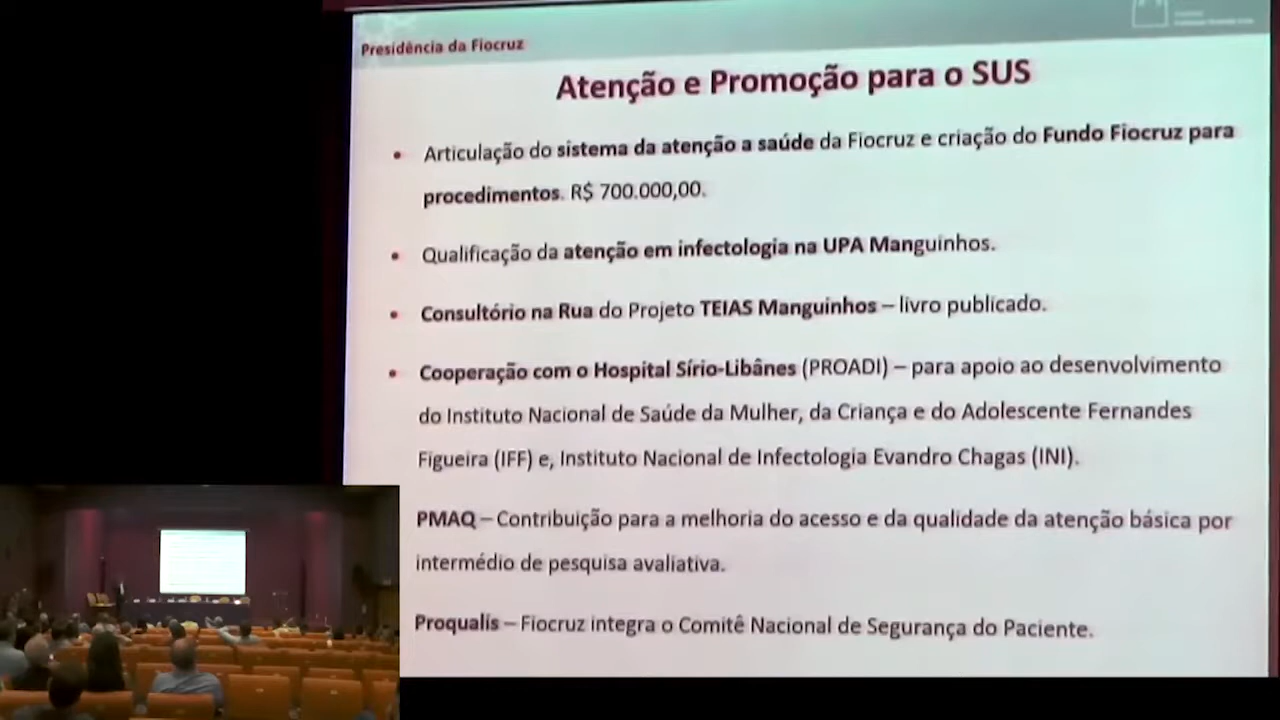 Presidência da Fiocruz
Atenção e Promoção para o SUS
• Articulação do sistema da atenção a saúde da Fiocruz e criação do Fundo Fiocruz para
procedimentos. R$ 700.000,00.
• Qualificação da atenção em infectologia na UPA Manguinhos.
• Consultório na Rua do Projeto TEIAS Manguinhos – livro publicado.
• Cooperação com o Hospital Sírio-Libânes (PROADI) – para apoio ao desenvolvimento
do Instituto Nacional de Saúde da Mulher, da Criança e do Adolescente Fernandes
Figueira (IFF) e, Instituto Nacional de Infectologia Evandro Chagas (INI).
PMAQ – Contribuição para a melhoria do acesso e da qualidade da atenção básica por
intermédio de pesquisa avaliativa.
Proqualis – Fiocruz integra o Comitê Nacional de Segurança do Paciente.